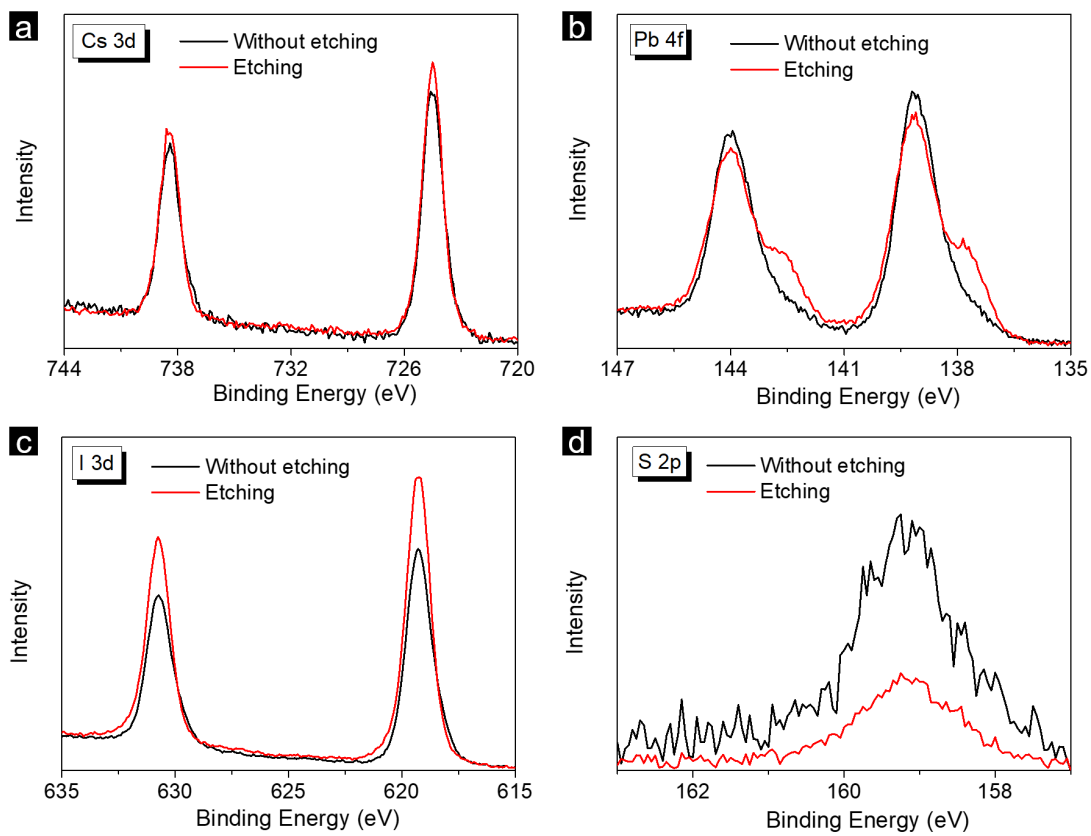 a
Cs 3d
Without etching
Etching
Intensity
744 738 732 726 720
Binding Energy (eV)
b
Pb 4f
Without etching
Etching
Intensity
147 144 141 138 135
Binding Energy (eV)
c
I 3d
Without etching
Etching
Intensity
635 630 625 620 615
Binding Energy (eV)
d
S 2p
Without etching
Etching
Intensity
162 160 158
Binding Energy (eV)